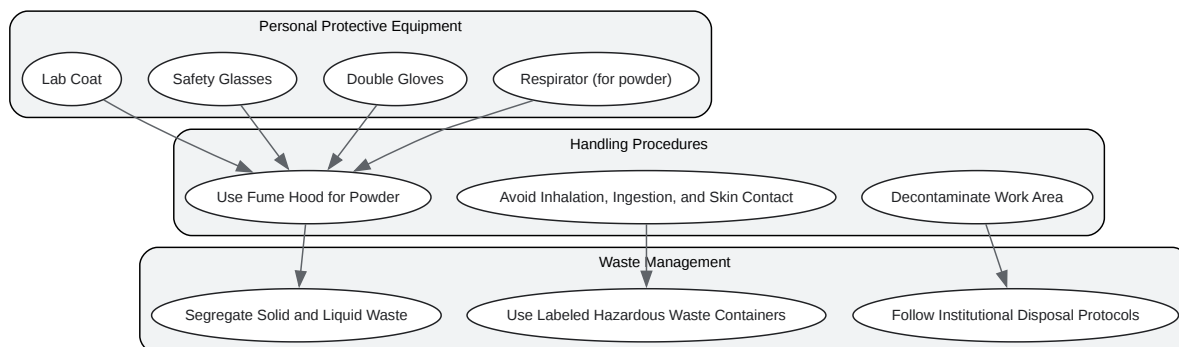 Personal Protective Equipment
Lab Coat
Safety Glasses
Double Gloves
Respirator (for powder)
Handling Procedures
Use Fume Hood for Powder
Avoid Inhalation, Ingestion, and Skin Contact
Decontaminate Work Area
Waste Management
Segregate Solid and Liquid Waste
Use Labeled Hazardous Waste Containers
Follow Institutional Disposal Protocols